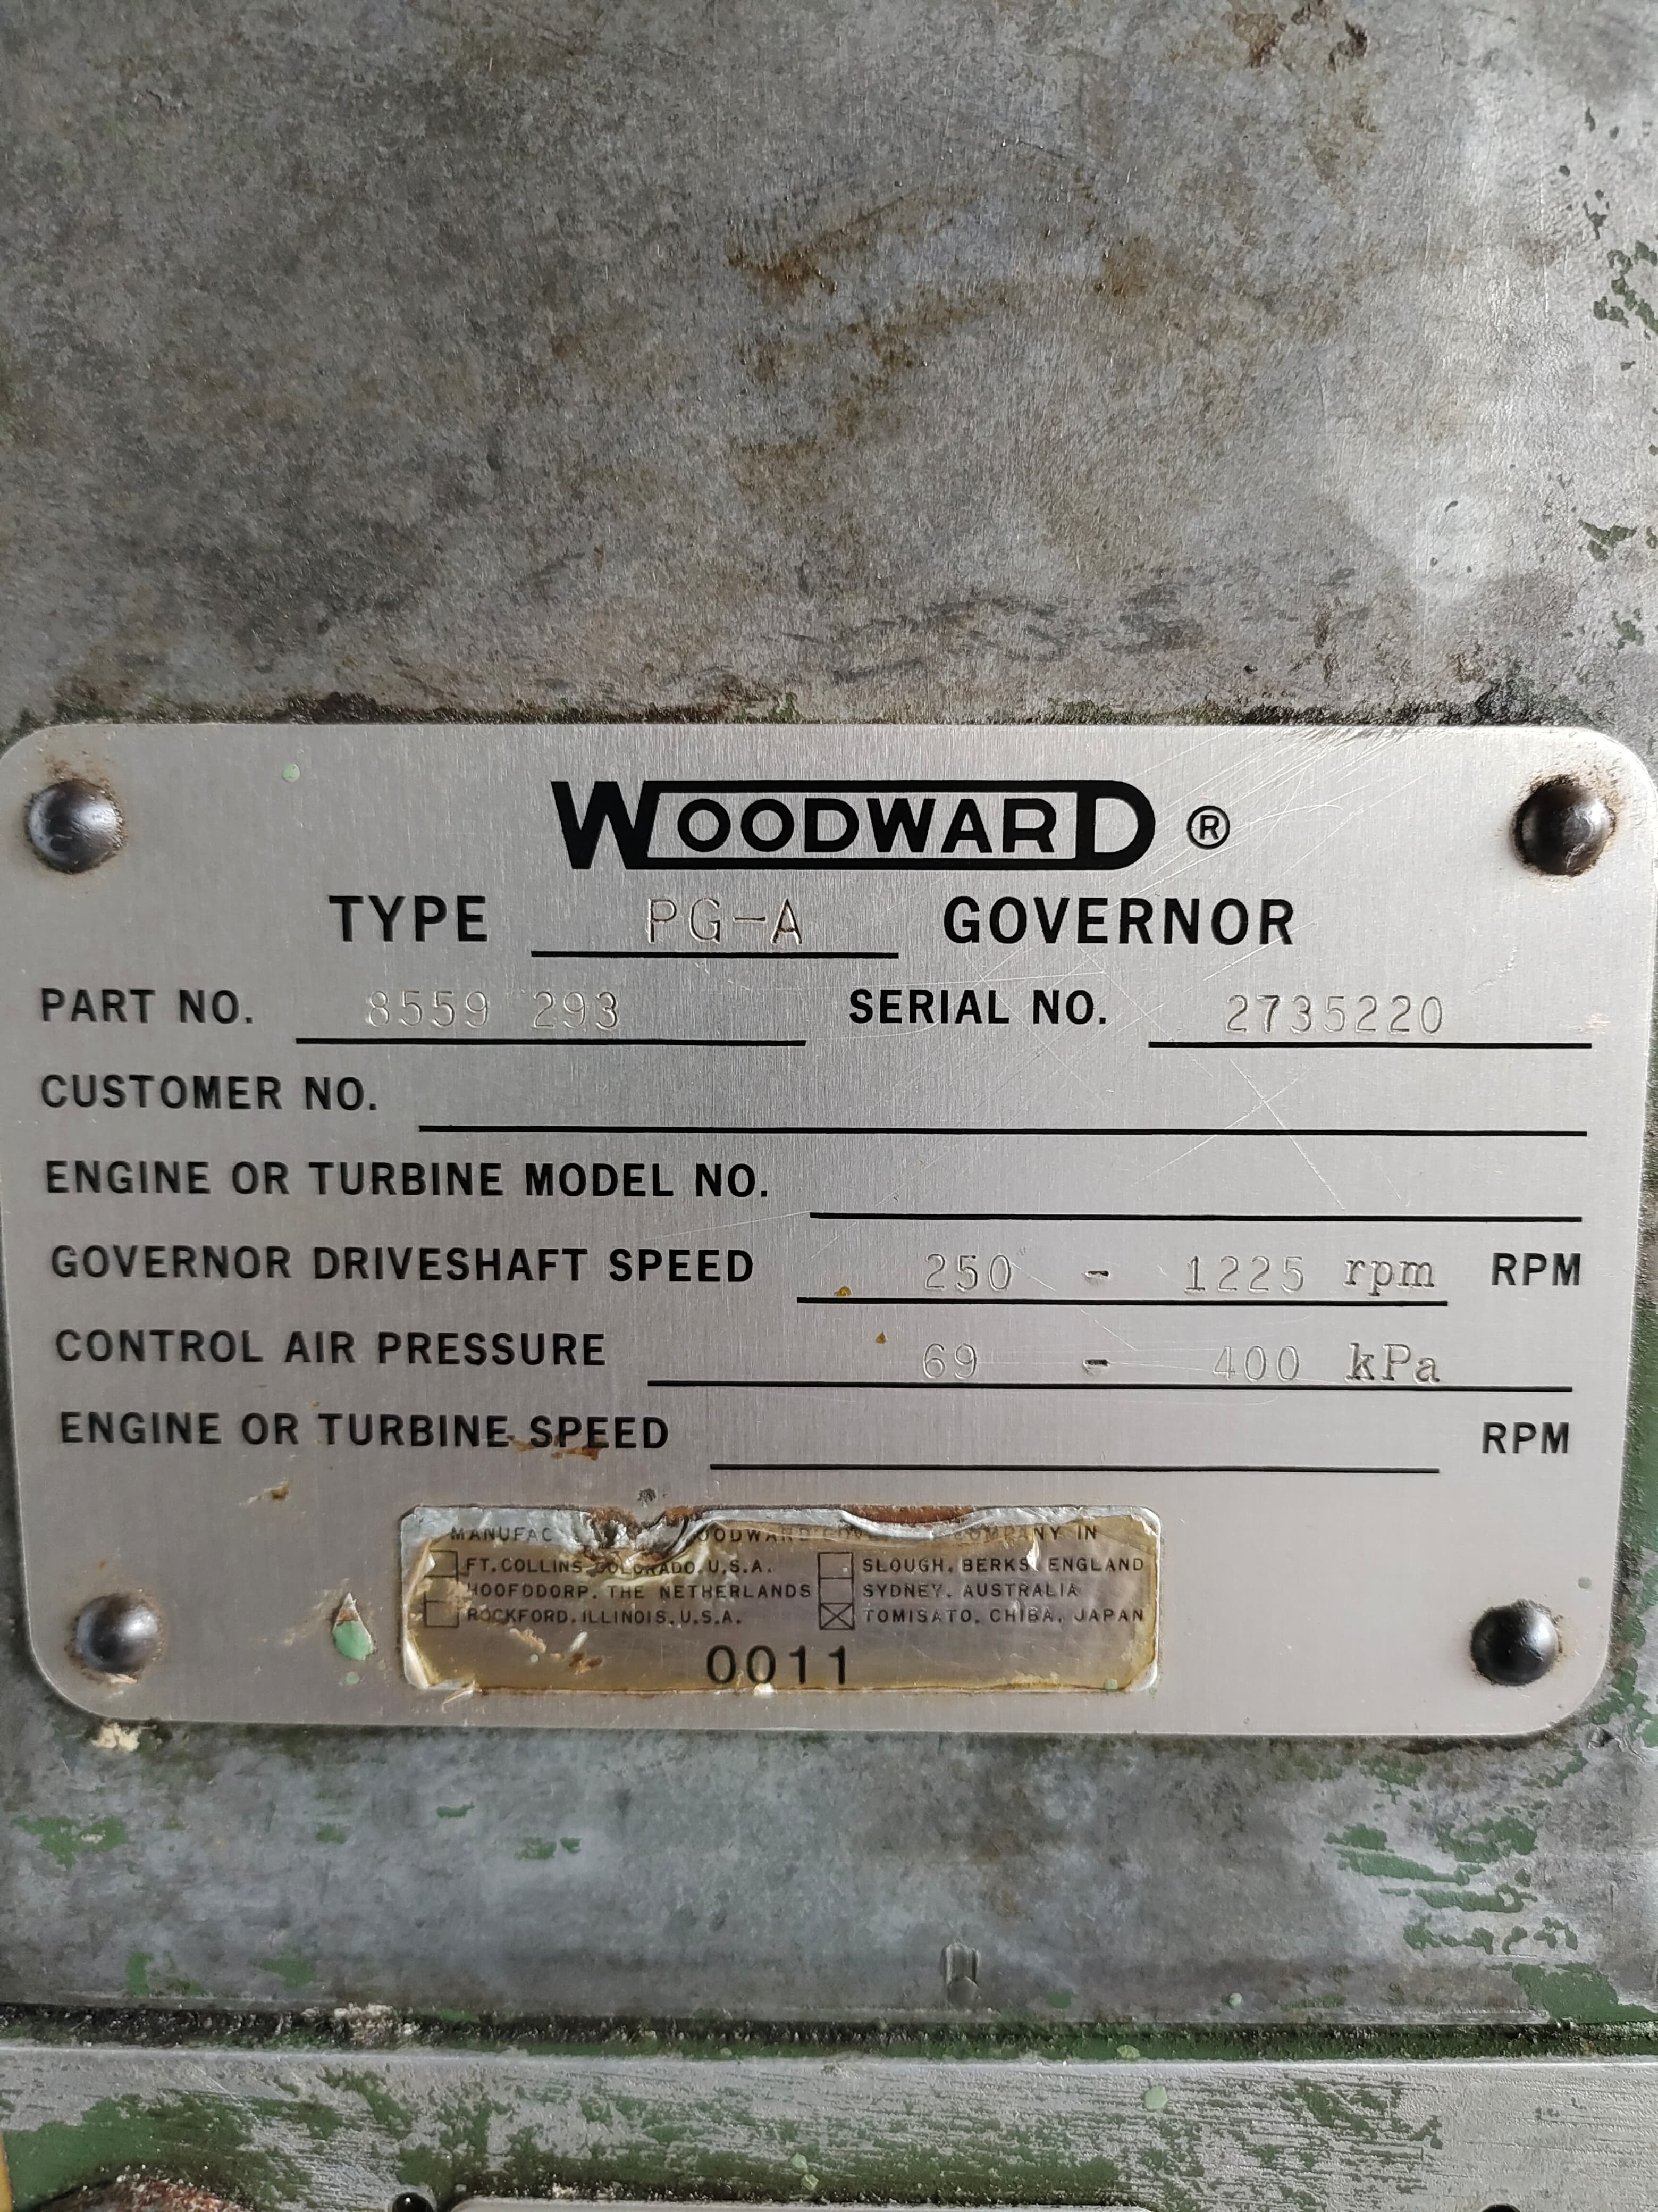 WOODWARD ®
TYPE PG-A GOVERNOR
PART NO. 8559 293 SERIAL NO. 2735220
CUSTOMER NO.
ENGINE OR TURBINE MODEL NO.
GOVERNOR DRIVESHAFT SPEED 250 - 1225 rpm RPM
CONTROL AIR PRESSURE 69 - 400 kPa
ENGINE OR TURBINE SPEED RPM
COMPANY IN
FT. COLLINS, COLORADO, U.S.A. SLOUGH, BERKS, ENGLAND
HOOFDDORP, THE NETHERLANDS SYDNEY, AUSTRALIA
ROCKFORD, ILLINOIS, U.S.A. TOMISATO, CHIBA, JAPAN
0011